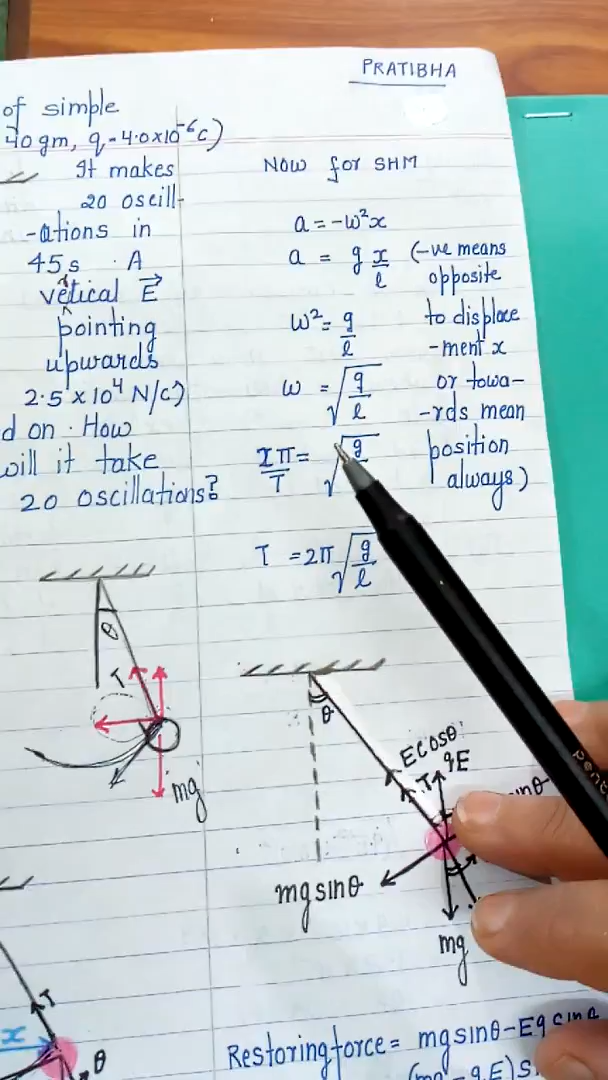 PRATIBHA
of simple
40 gm, q = 4.0×10⁻⁶C)
It makes
20 oscill-
-ations in
45s . A
vetical E⃗
pointing
upwards
2.5 × 10⁴ N/C)
d on . How
will it take
20 oscillations?
Now for SHM
a = -ω²x
a = g x/l
ω² = g/l
ω = √g/l
2π/T = √g
T = 2π√g/l
(-ve means
opposite
to displace
-ment x
or towa-
-rds mean
position
always)
θ
T
mg
θ
Ecosθ
T
qE
inθ
mg sinθ
mg
T
x
θ
Restoring force = mg sinθ - Eq sinθ
(mg - qE) S